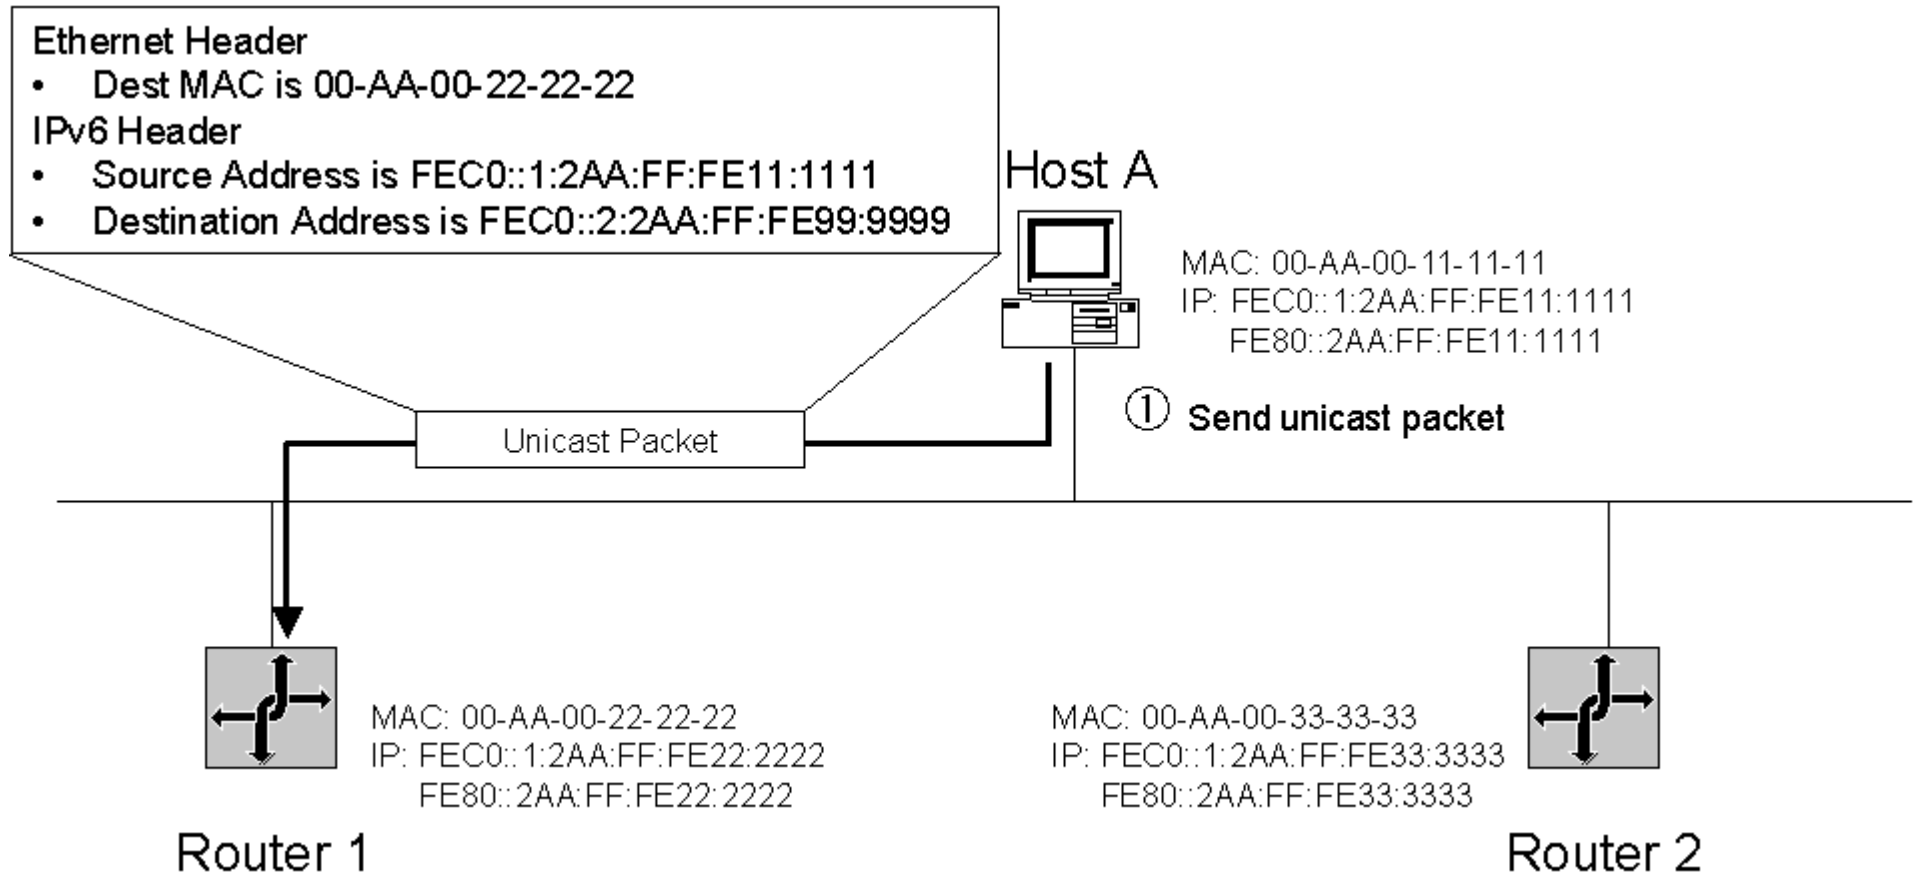 Ethernet Header
• Dest MAC is 00-AA-00-22-22-22
IPv6 Header
• Source Address is FEC0::1:2AA:FF:FE11:1111
• Destination Address is FEC0::2:2AA:FF:FE99:9999
Host A
MAC: 00-AA-00-11-11-11
IP: FEC0::1:2AA:FF:FE11:1111
FE80::2AA:FF:FE11:1111
① Send unicast packet
Unicast Packet
MAC: 00-AA-00-22-22-22
IP: FEC0::1:2AA:FF:FE22:2222
FE80::2AA:FF:FE22:2222
Router 1
MAC: 00-AA-00-33-33-33
IP: FEC0::1:2AA:FF:FE33:3333
FE80::2AA:FF:FE33:3333
Router 2